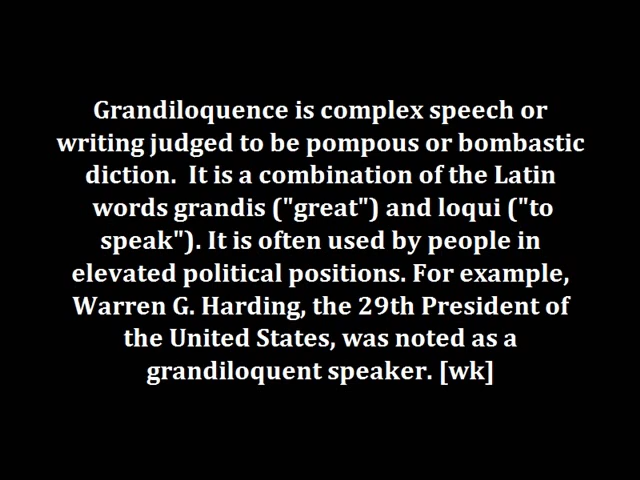 Grandiloquence is complex speech or
writing judged to be pompous or bombastic
diction.  It is a combination of the Latin
words grandis ("great") and loqui ("to
speak"). It is often used by people in
elevated political positions. For example,
Warren G. Harding, the 29th President of
the United States, was noted as a
grandiloquent speaker. [wk]